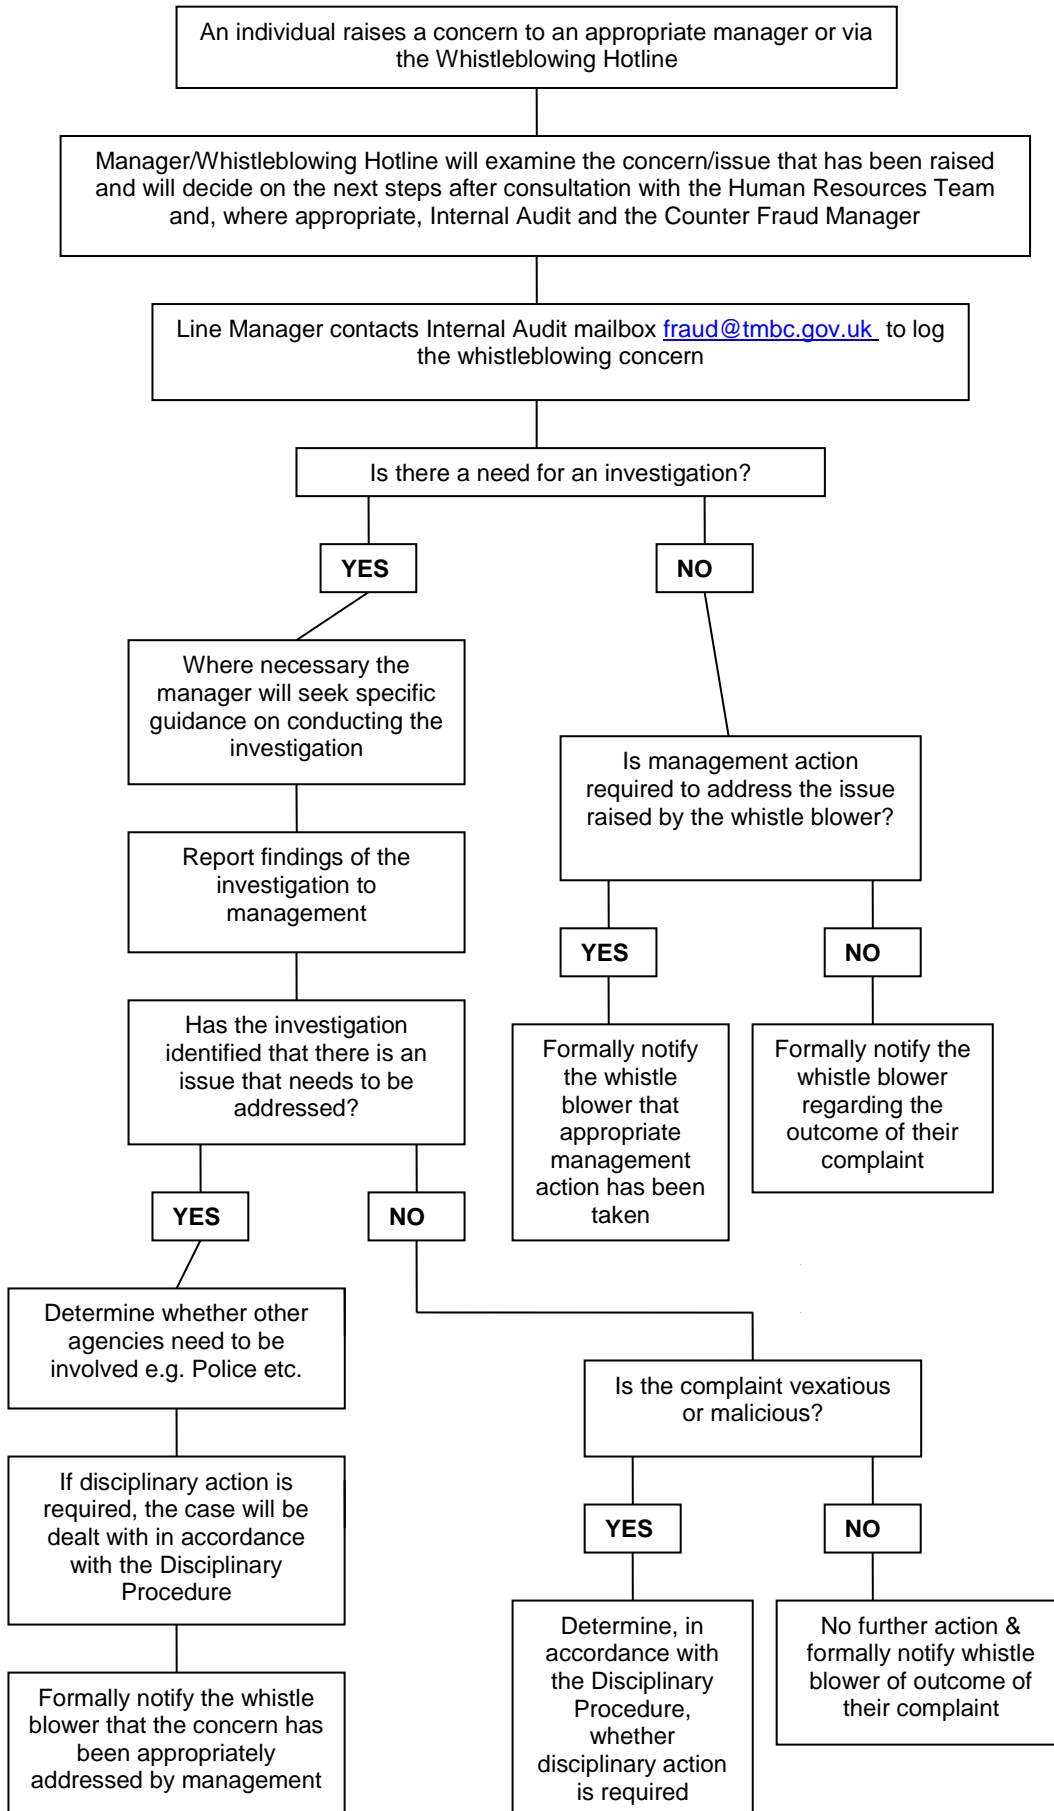 An individual raises a concern to an appropriate manager or via
the Whistleblowing Hotline
Manager/Whistleblowing Hotline will examine the concern/issue that has been raised
and will decide on the next steps after consultation with the Human Resources Team
and, where appropriate, Internal Audit and the Counter Fraud Manager
Line Manager contacts Internal Audit mailbox fraud@tmbc.gov.uk to log
the whistleblowing concern
Is there a need for an investigation?
YES
NO
Where necessary the
manager will seek specific
guidance on conducting the
investigation
Is management action
required to address the issue
raised by the whistle blower?
Report findings of the
investigation to
management
YES
NO
Has the investigation
identified that there is an
issue that needs to be
addressed?
Formally notify
the whistle
blower that
appropriate
management
action has been
taken
Formally notify the
whistle blower
regarding the
outcome of their
complaint
YES
NO
Determine whether other
agencies need to be
involved e.g. Police etc.
Is the complaint vexatious
or malicious?
If disciplinary action is
required, the case will be
dealt with in accordance
with the Disciplinary
Procedure
YES
NO
Formally notify the whistle
blower that the concern has
been appropriately
addressed by management
Determine, in
accordance with
the Disciplinary
Procedure,
whether
disciplinary action
is required
No further action &
formally notify whistle
blower of outcome of
their complaint